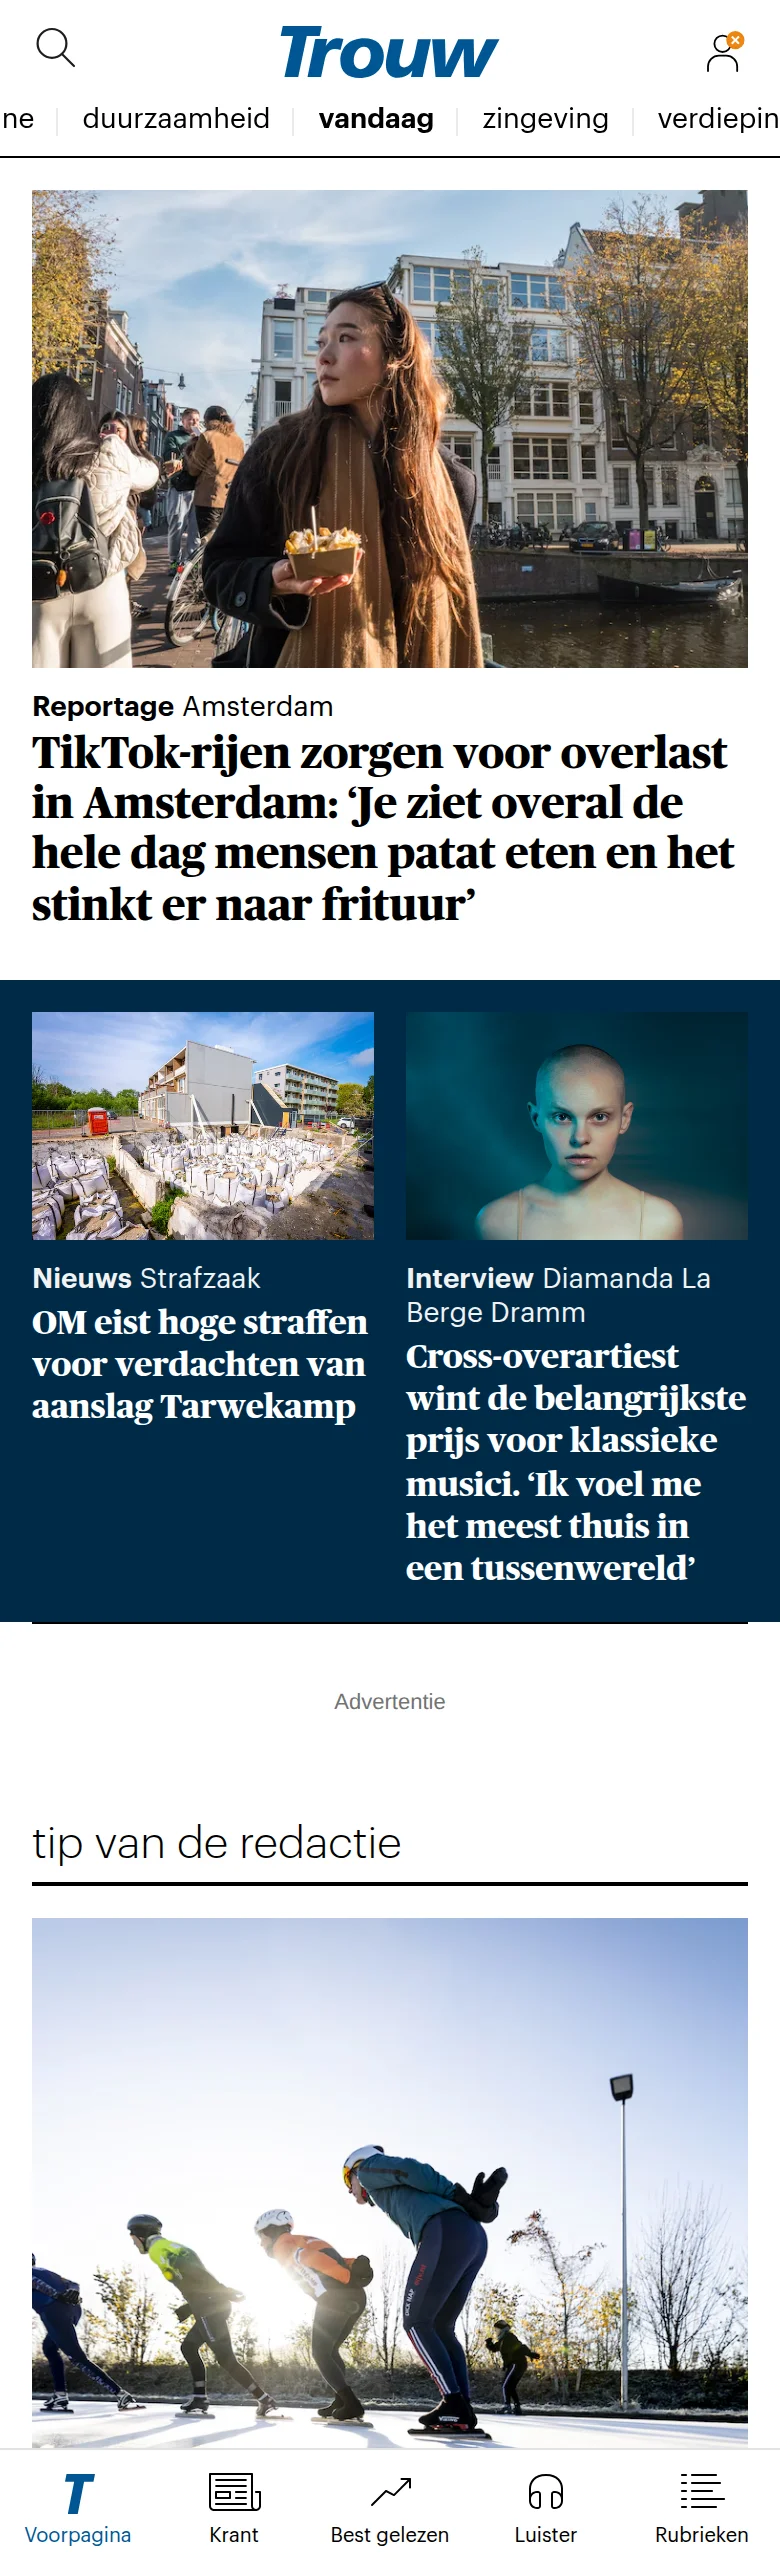 Trouw
ne duurzaamheid vandaag zingeving verdiepin
Reportage Amsterdam
TikTok-rijen zorgen voor overlast
in Amsterdam: ‘Je ziet overal de
hele dag mensen patat eten en het
stinkt er naar frituur’
Nieuws Strafzaak
OM eist hoge straffen
voor verdachten van
aanslag Tarwekamp
Interview Diamanda La
Berge Dramm
Cross-overartiest
wint de belangrijkste
prijs voor klassieke
musici. ‘Ik voel me
het meest thuis in
een tussenwereld’
Advertentie
tip van de redactie
T
Voorpagina Krant Best gelezen Luister Rubrieken